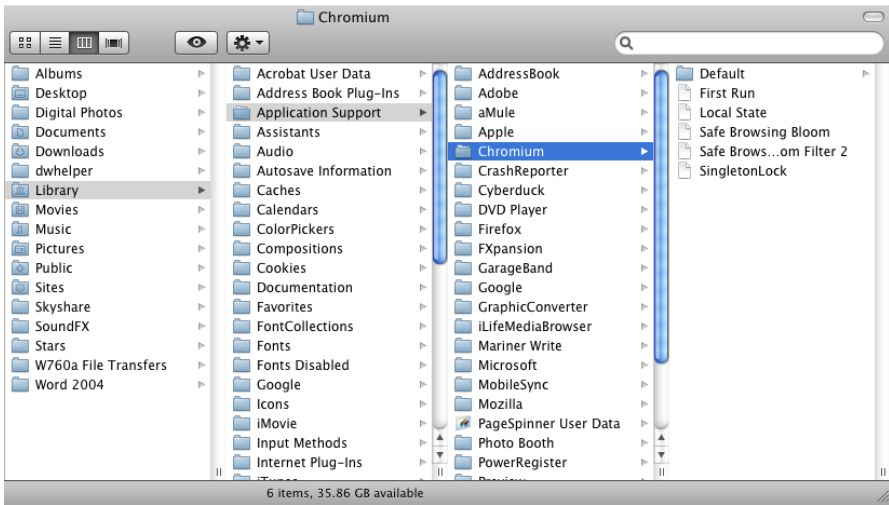 Chromium
Albums
Desktop
Digital Photos
Documents
Downloads
dwhelper
Library
Movies
Music
Pictures
Public
Sites
Skyshare
SoundFX
Stars
W760a File Transfers
Word 2004
Acrobat User Data
Address Book Plug-Ins
Application Support
Assistants
Audio
Autosave Information
Caches
Calendars
ColorPickers
Compositions
Cookies
Documentation
Favorites
FontCollections
Fonts
Fonts Disabled
Google
Icons
iMovie
Input Methods
Internet Plug-Ins
AddressBook
Adobe
aMule
Apple
Chromium
CrashReporter
Cyberduck
DVD Player
Firefox
FXpansion
GarageBand
Google
GraphicConverter
iLifeMediaBrowser
Mariner Write
Microsoft
MobileSync
Mozilla
PageSpinner User Data
Photo Booth
PowerRegister
Default
First Run
Local State
Safe Browsing Bloom
Safe Brows...om Filter 2
SingletonLock
6 items, 35.86 GB available